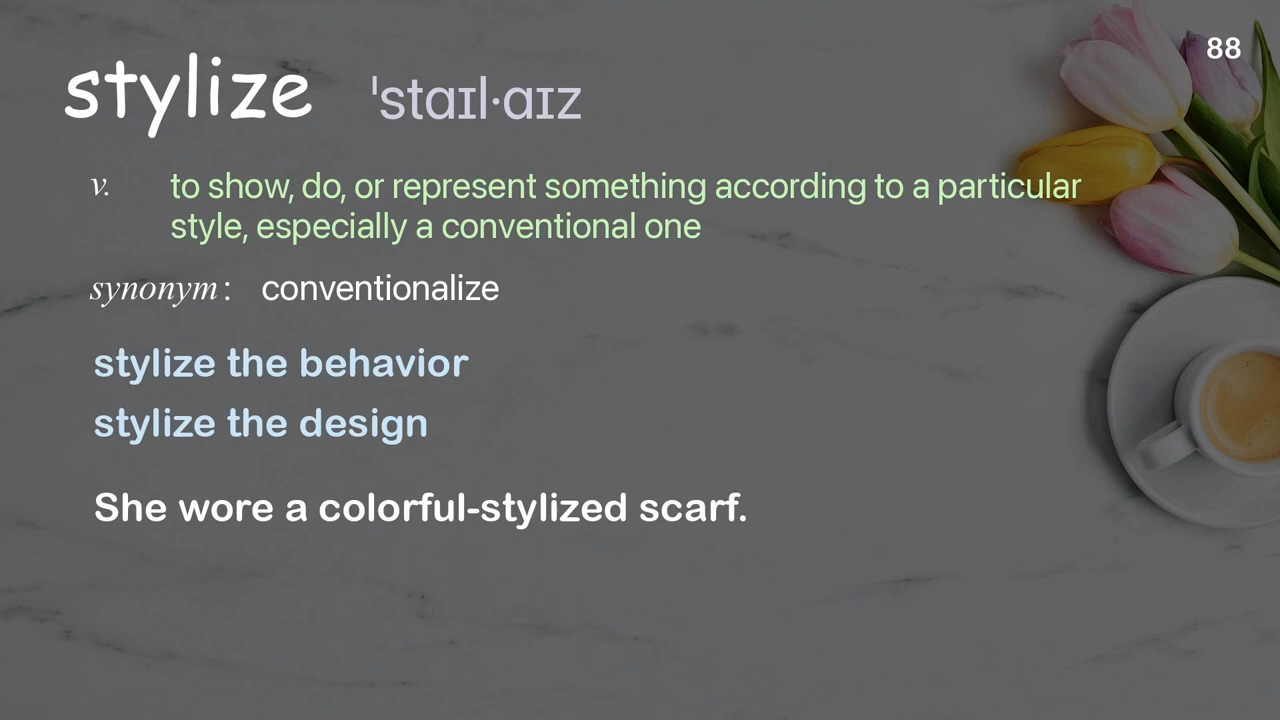 88
stylize ˈstaɪl·aɪz
v. to show, do, or represent something according to a particular
style, especially a conventional one
synonym : conventionalize
stylize the behavior
stylize the design
She wore a colorful-stylized scarf.